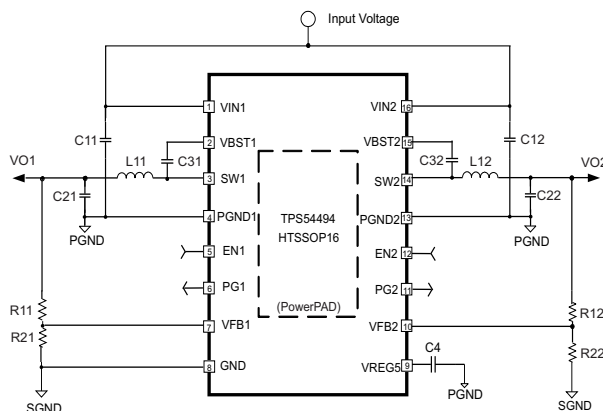 Input Voltage
1 VIN1 VIN2 16
C11 C12
2 VBST1 VBST2 15
VO1 L11 C31 C32 L12 VO2
3 SW1 SW2 14
C21 TPS54494 C22
4 PGND1 HTSSOP16 PGND2 13
PGND PGND
5 EN1 EN2 12
6 PG1 PG2 11
(PowerPAD)
R11 R12
7 VFB1 VFB2 10
R21 R22
C4
8 GND VREG5 9
PGND
SGND SGND